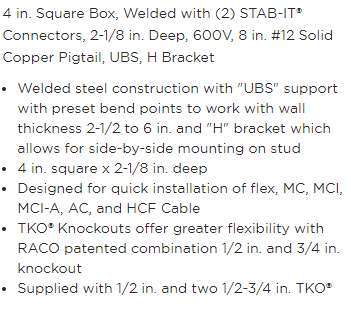 4 in. Square Box, Welded with (2) STAB-IT®
Connectors, 2-1/8 in. Deep, 600V, 8 in. #12 Solid
Copper Pigtail, UBS, H Bracket
• Welded steel construction with "UBS" support
with preset bend points to work with wall
thickness 2-1/2 to 6 in. and "H" bracket which
allows for side-by-side mounting on stud
• 4 in. square x 2-1/8 in. deep
• Designed for quick installation of flex, MC, MCI,
MCI-A, AC, and HCF Cable
• TKO® Knockouts offer greater flexibility with
RACO patented combination 1/2 in. and 3/4 in.
knockout
• Supplied with 1/2 in. and two 1/2-3/4 in. TKO®